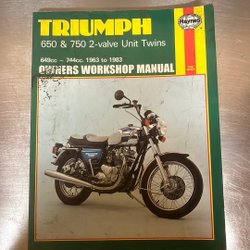 TRIUMPH
Haynes
650 & 750 2-valve Unit Twins
649cc ~ 744cc 1963 to 1983
OWNERS WORKSHOP MANUAL